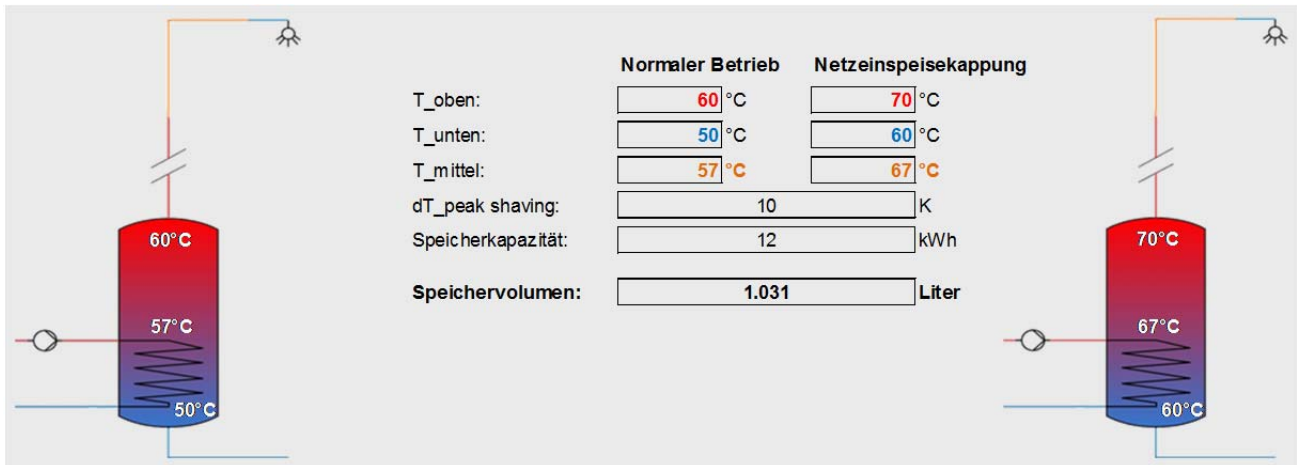 Normaler Betrieb Netzeinspeisekappung
T_oben: 60 °C 70 °C
T_unten: 50 °C 60 °C
T_mittel: 57 °C 67 °C
dT_peak shaving: 10 K
Speicherkapazität: 12 kWh
Speichervolumen: 1.031 Liter
60°C
57°C
50°C
70°C
67°C
60°C